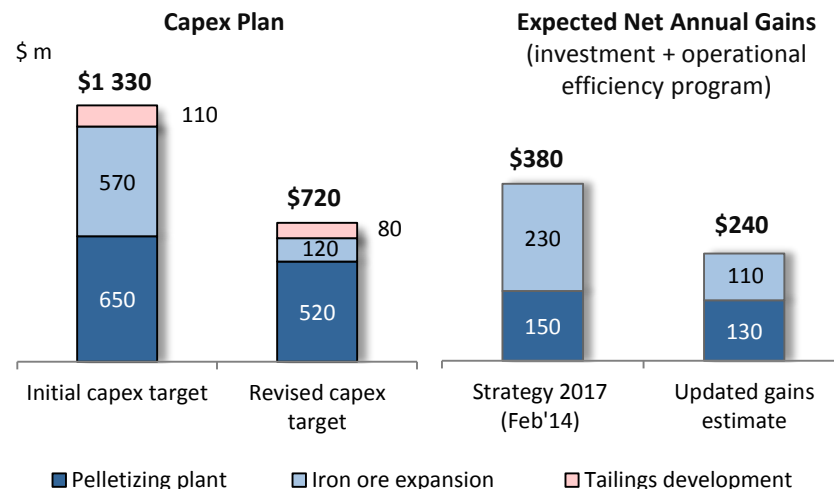 Capex Plan
$ m
$1 330
110
570
650
$720
80
120
520
Initial capex target
Revised capex
target
Expected Net Annual Gains
(investment + operational
efficiency program)
$380
230
150
$240
110
130
Strategy 2017
(Feb'14)
Updated gains
estimate
Pelletizing plant
Iron ore expansion
Tailings development